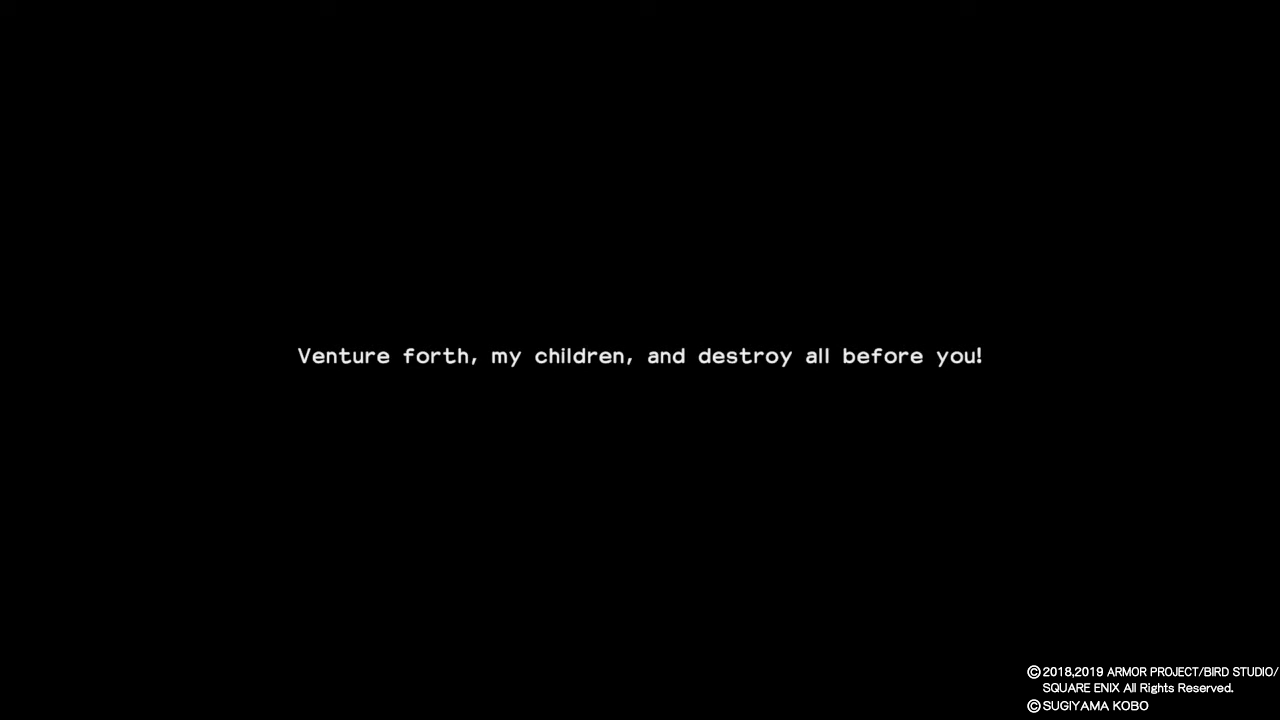 Venture forth, my children, and destroy all before you!
©2018,2019 ARMOR PROJECT/BIRD STUDIO/
SQUARE ENIX All Rights Reserved.
©SUGIYAMA KOBO